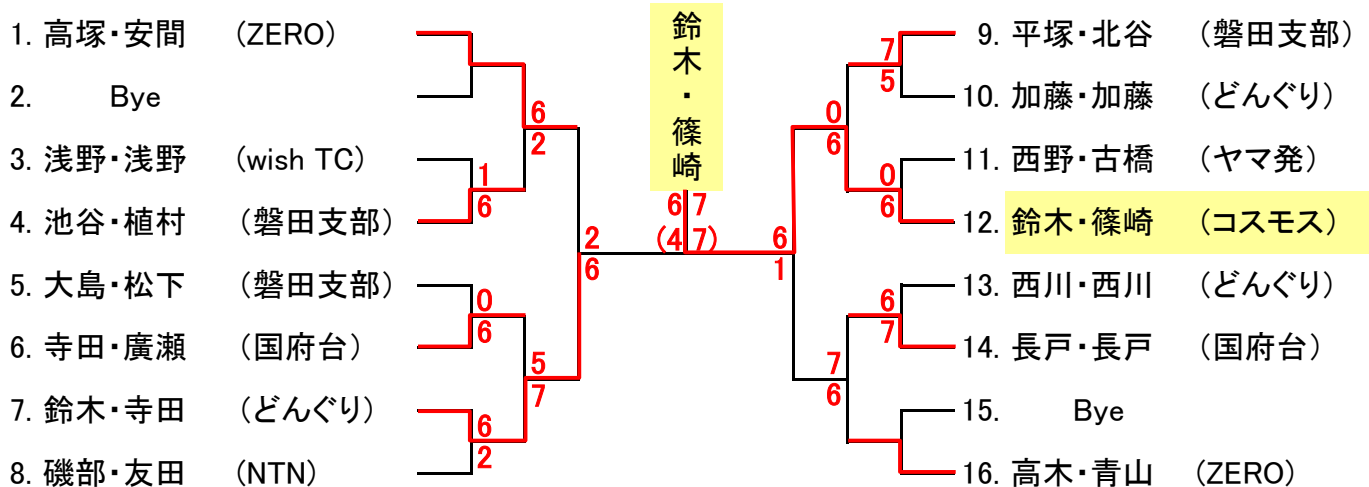 1. 高塚・安間 (ZERO)
2. Bye
3. 浅野・浅野 (wish TC)
4. 池谷・植村 (磐田支部)
5. 大島・松下 (磐田支部)
6. 寺田・廣瀬 (国府台)
7. 鈴木・寺田 (どんぐり)
8. 磯部・友田 (NTN)
6
2
1
6
0
6
5
7
6
2
2
6
鈴木・篠崎
6 7
(4 7)
6
1
0
6
7
5
0
6
6
7
7
6
9. 平塚・北谷 (磐田支部)
10. 加藤・加藤 (どんぐり)
11. 西野・古橋 (ヤマ発)
12. 鈴木・篠崎 (コスモス)
13. 西川・西川 (どんぐり)
14. 長戸・長戸 (国府台)
15. Bye
16. 高木・青山 (ZERO)